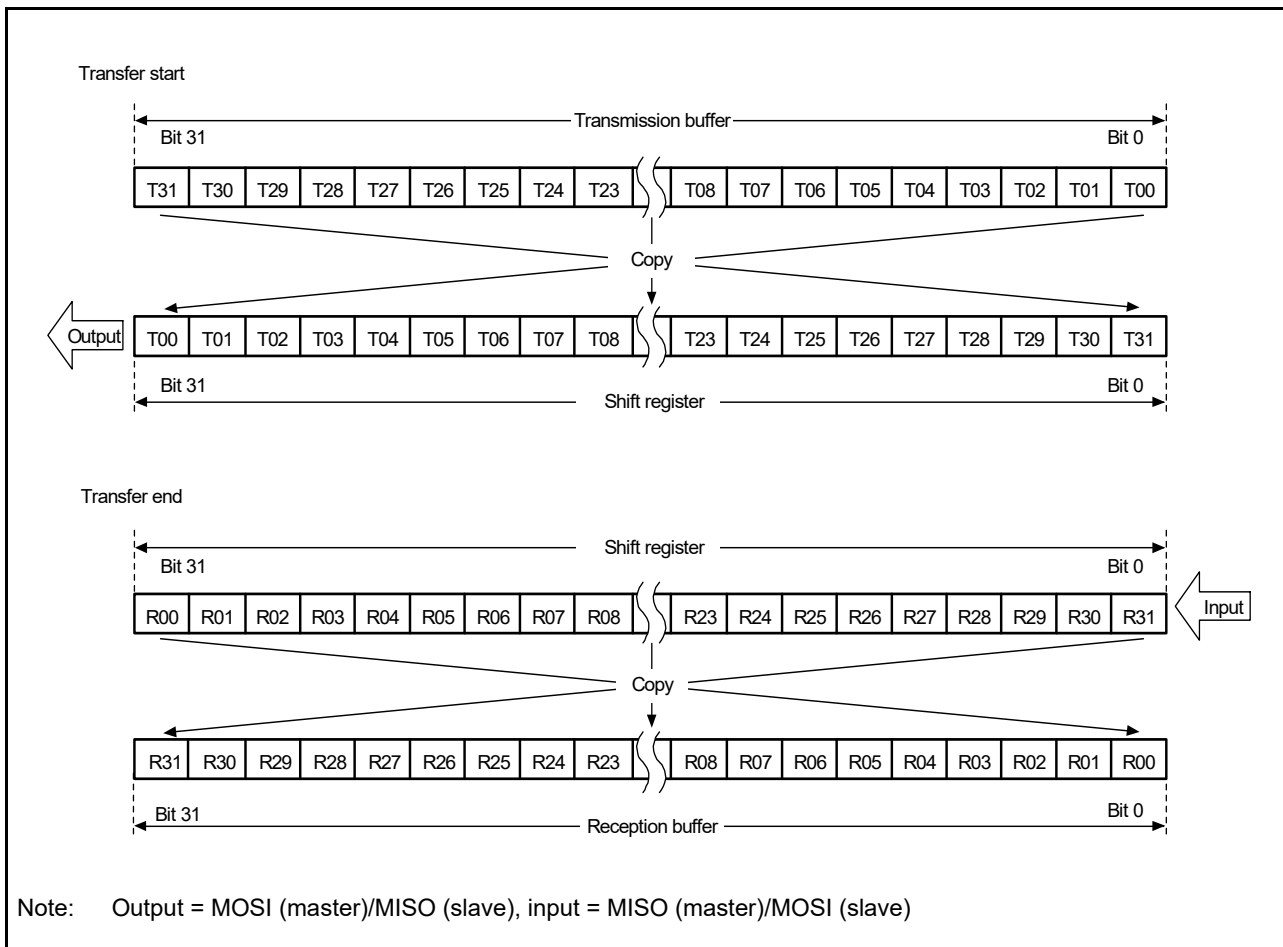 Transfer start
Transmission buffer
Bit 31 Bit 0
T31 T30 T29 T28 T27 T26 T25 T24 T23 T08 T07 T06 T05 T04 T03 T02 T01 T00
Copy
Output T00 T01 T02 T03 T04 T05 T06 T07 T08 T23 T24 T25 T26 T27 T28 T29 T30 T31
Bit 31 Bit 0
Shift register
Transfer end
Shift register
Bit 31 Bit 0
R00 R01 R02 R03 R04 R05 R06 R07 R08 R23 R24 R25 R26 R27 R28 R29 R30 R31 Input
Copy
R31 R30 R29 R28 R27 R26 R25 R24 R23 R08 R07 R06 R05 R04 R03 R02 R01 R00
Bit 31 Bit 0
Reception buffer
Note: Output = MOSI (master)/MISO (slave), input = MISO (master)/MOSI (slave)